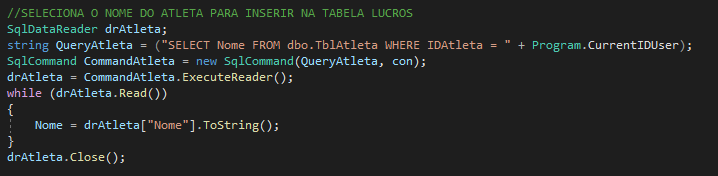 //SELECIONA O NOME DO ATLETA PARA INSERIR NA TABELA LUCROS
SqlDataReader drAtleta;
string QueryAtleta = ("SELECT Nome FROM dbo.TblAtleta WHERE IDAtleta = " + Program.CurrentIDUser);
SqlCommand CommandAtleta = new SqlCommand(QueryAtleta, con);
drAtleta = CommandAtleta.ExecuteReader();
while (drAtleta.Read())
{
    Nome = drAtleta["Nome"].ToString();
}
drAtleta.Close();